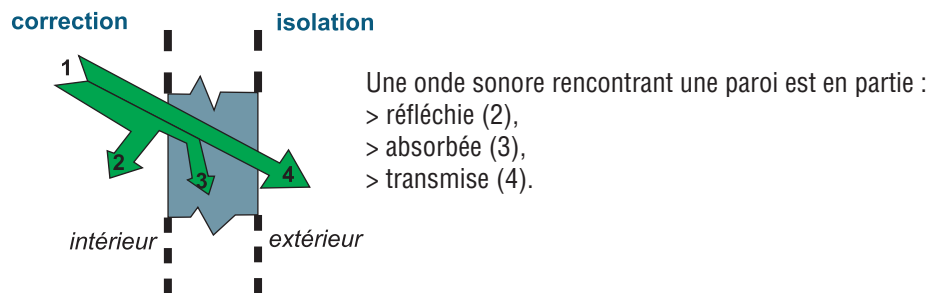 correction
isolation
1
Une onde sonore rencontrant une paroi est en partie :
> réfléchie (2),
> absorbée (3),
> transmise (4).
2
3
4
intérieur
extérieur